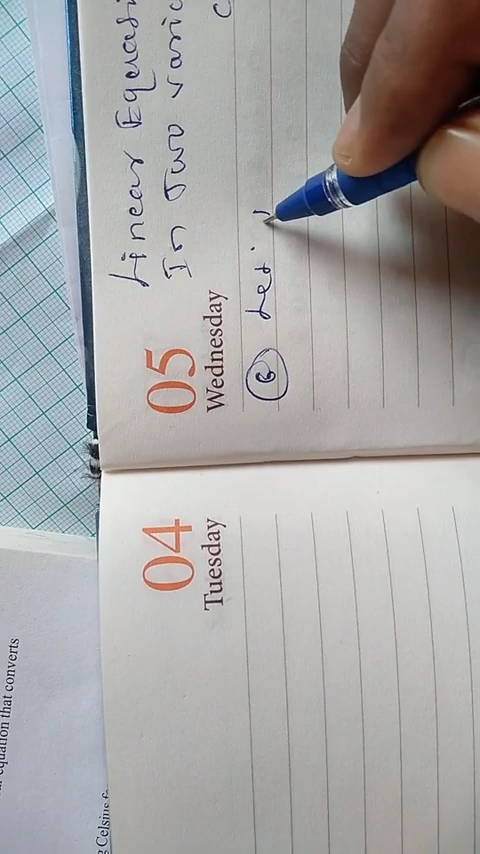 Linear Equati
In Two varia
05
Wednesday
6 Let
04
Tuesday
r equation that converts
g Celsius